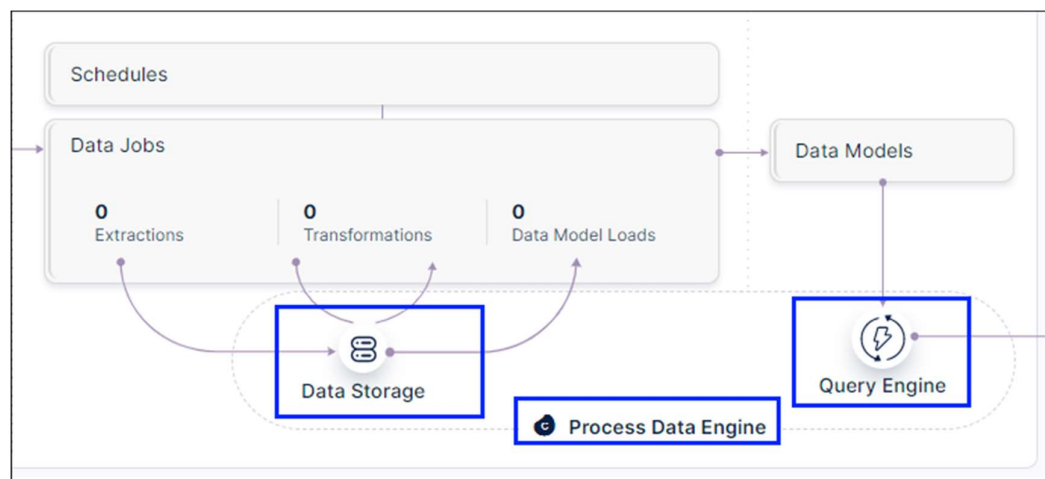 Schedules
Data Jobs
Data Models
0
Extractions
0
Transformations
0
Data Model Loads
Data Storage
Query Engine
C Process Data Engine